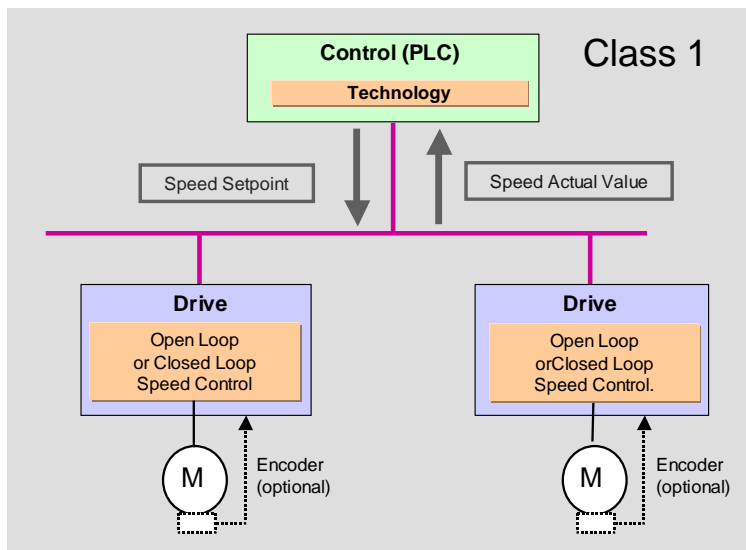 Control (PLC)
Class 1
Technology
Speed Setpoint
Speed Actual Value
Drive
Open Loop
or Closed Loop
Speed Control
M
Encoder
(optional)
Drive
Open Loop
orClosed Loop
Speed Control.
M
Encoder
(optional)